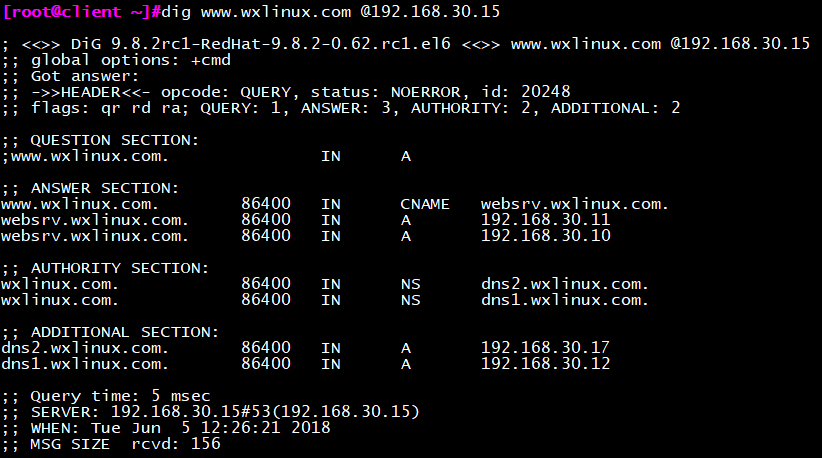 [root@client ~]#dig www.wxlinux.com @192.168.30.15
; <<>> DiG 9.8.2rc1-RedHat-9.8.2-0.62.rc1.el6 <<>> www.wxlinux.com @192.168.30.15
;; global options: +cmd
;; Got answer:
;; ->>HEADER<<- opcode: QUERY, status: NOERROR, id: 20248
;; flags: qr rd ra; QUERY: 1, ANSWER: 3, AUTHORITY: 2, ADDITIONAL: 2
;; QUESTION SECTION:
;www.wxlinux.com. IN A
;; ANSWER SECTION:
www.wxlinux.com. 86400 IN CNAME websrv.wxlinux.com.
websrv.wxlinux.com. 86400 IN A 192.168.30.11
websrv.wxlinux.com. 86400 IN A 192.168.30.10
;; AUTHORITY SECTION:
wxlinux.com. 86400 IN NS dns2.wxlinux.com.
wxlinux.com. 86400 IN NS dns1.wxlinux.com.
;; ADDITIONAL SECTION:
dns2.wxlinux.com. 86400 IN A 192.168.30.17
dns1.wxlinux.com. 86400 IN A 192.168.30.12
;; Query time: 5 msec
;; SERVER: 192.168.30.15#53(192.168.30.15)
;; WHEN: Tue Jun  5 12:26:21 2018
;; MSG SIZE  rcvd: 156